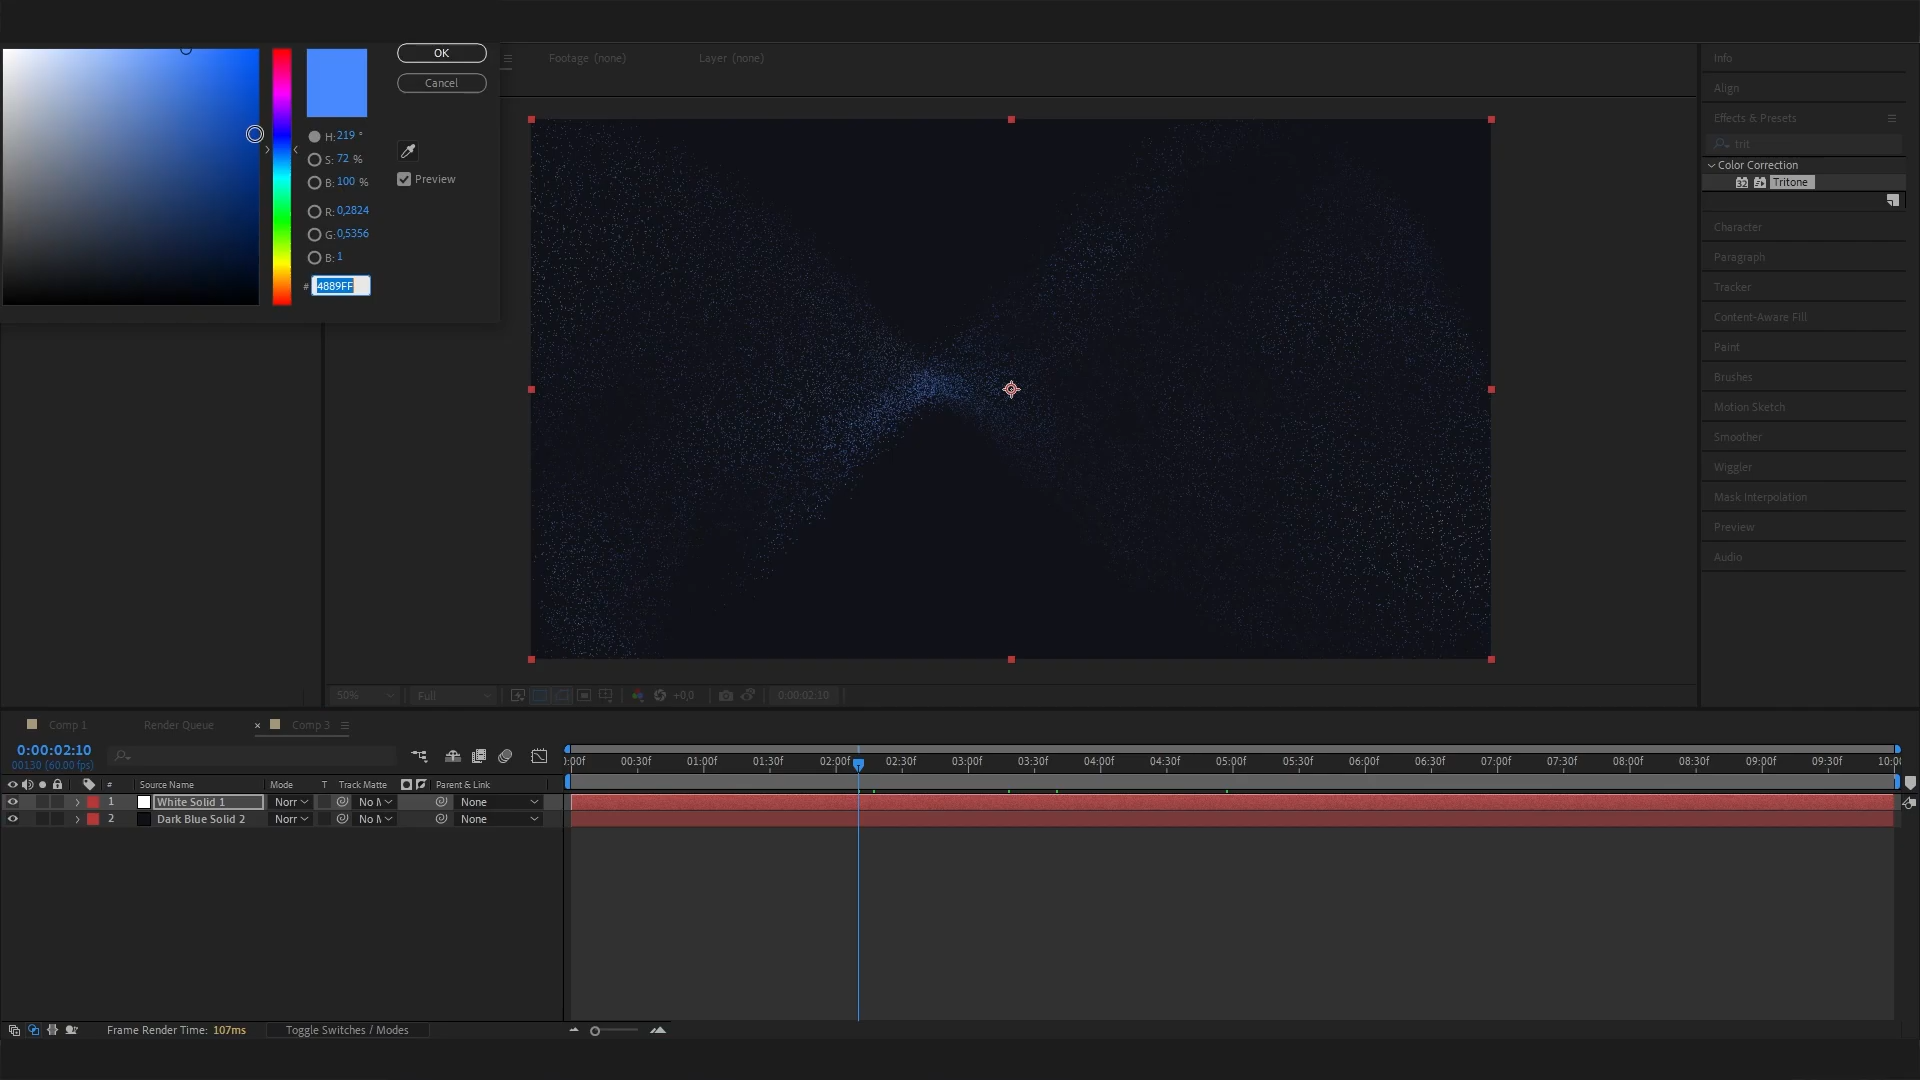 OK
Cancel
H: 219 °
S: 72 %
B: 100 %
R: 0,2824
G: 0,5356
B: 1
# 4889FF
Preview
Footage (none)
Layer (none)
Info
Align
Effects & Presets
trit
Color Correction
32
Tritone
Character
Paragraph
Tracker
Content-Aware Fill
Paint
Brushes
Motion Sketch
Smoother
Wiggler
Mask Interpolation
Preview
Audio
50%
Full
+0,0
0:00:02:10
Comp 1
Render Queue
× Comp 3
0:00:02:10
00130 (60.00 fps)
:00f 00:30f 01:00f 01:30f 02:00f 02:30f 03:00f 03:30f 04:00f 04:30f 05:00f 05:30f 06:00f 06:30f 07:00f 07:30f 08:00f 08:30f 09:00f 09:30f 10:0
# Source Name Mode T Track Matte Parent & Link
1 White Solid 1 Norr No M None
2 Dark Blue Solid 2 Norr No M None
Frame Render Time: 107ms
Toggle Switches / Modes